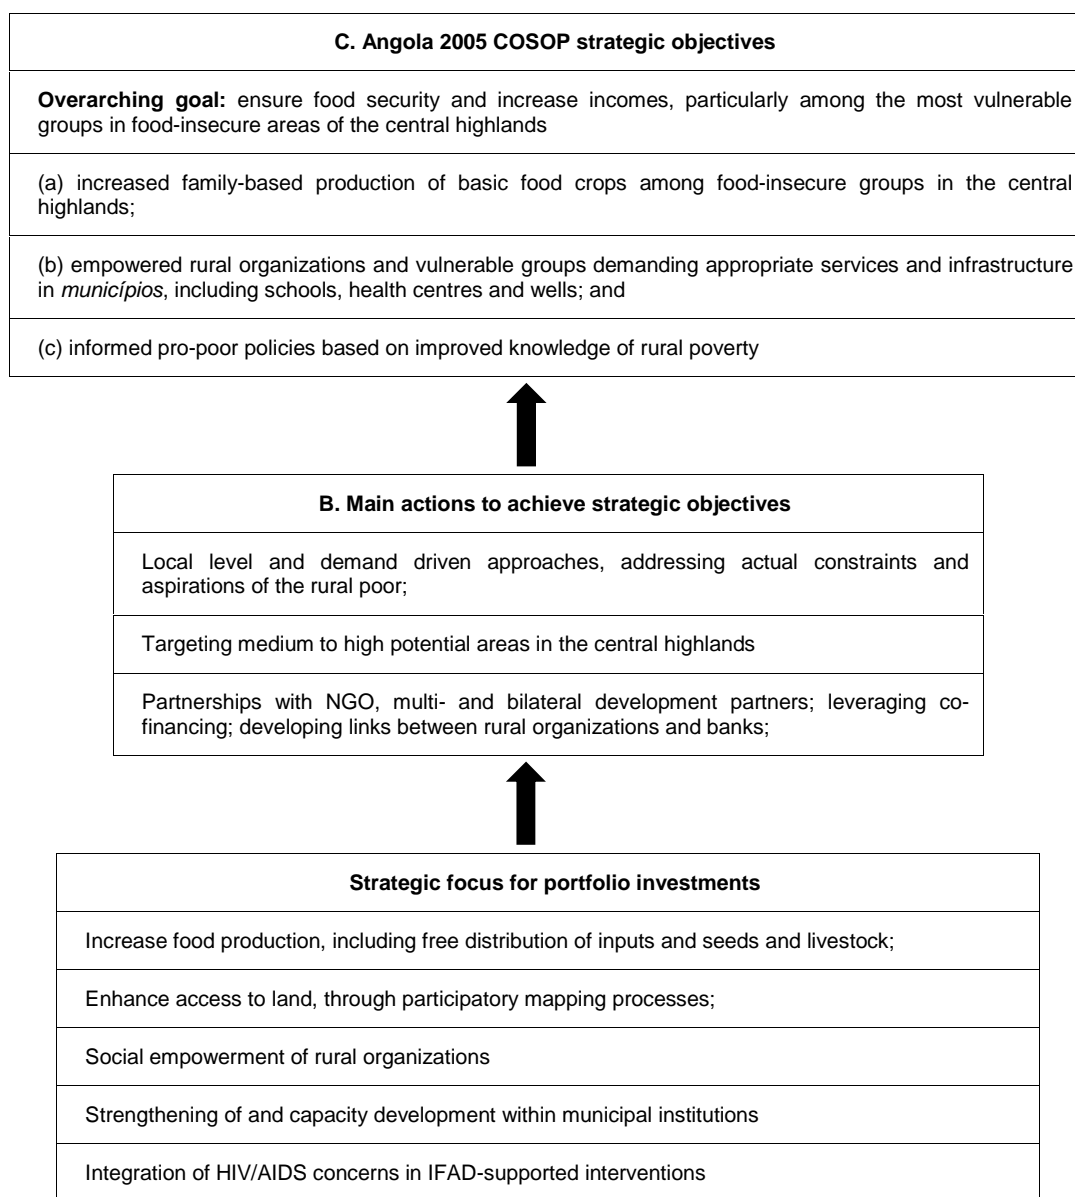 C. Angola 2005 COSOP strategic objectives
Overarching goal: ensure food security and increase incomes, particularly among the most vulnerable
groups in food-insecure areas of the central highlands
(a) increased family-based production of basic food crops among food-insecure groups in the central
highlands;
(b) empowered rural organizations and vulnerable groups demanding appropriate services and infrastructure
in municípios, including schools, health centres and wells; and
(c) informed pro-poor policies based on improved knowledge of rural poverty
B. Main actions to achieve strategic objectives
Local level and demand driven approaches, addressing actual constraints and
aspirations of the rural poor;
Targeting medium to high potential areas in the central highlands
Partnerships with NGO, multi- and bilateral development partners; leveraging co-
financing; developing links between rural organizations and banks;
Strategic focus for portfolio investments
Increase food production, including free distribution of inputs and seeds and livestock;
Enhance access to land, through participatory mapping processes;
Social empowerment of rural organizations
Strengthening of and capacity development within municipal institutions
Integration of HIV/AIDS concerns in IFAD-supported interventions